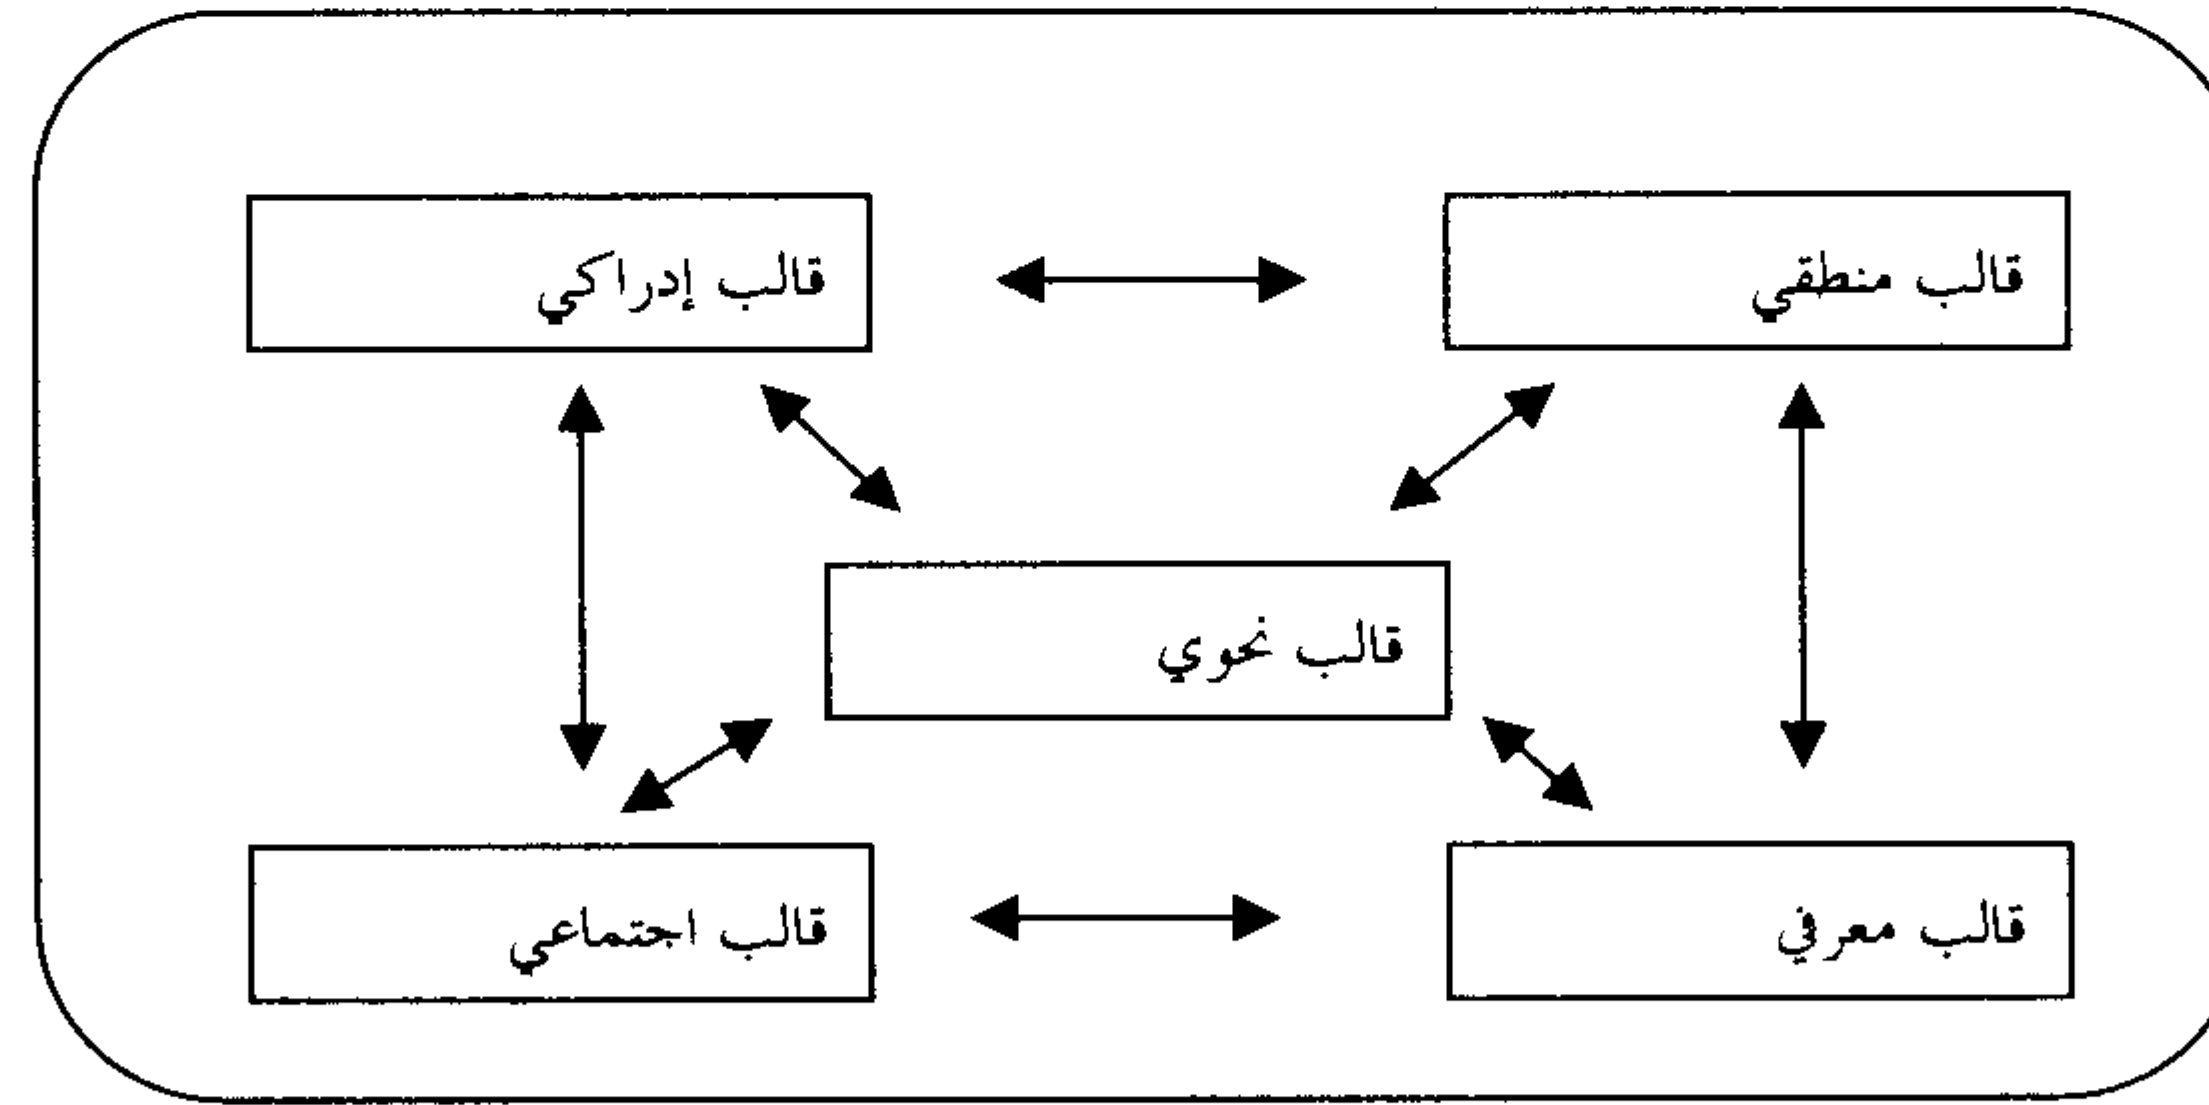 قالب منطقي
قالب إدراكي
قالب نحوي
قالب معرفي
قالب اجتماعي